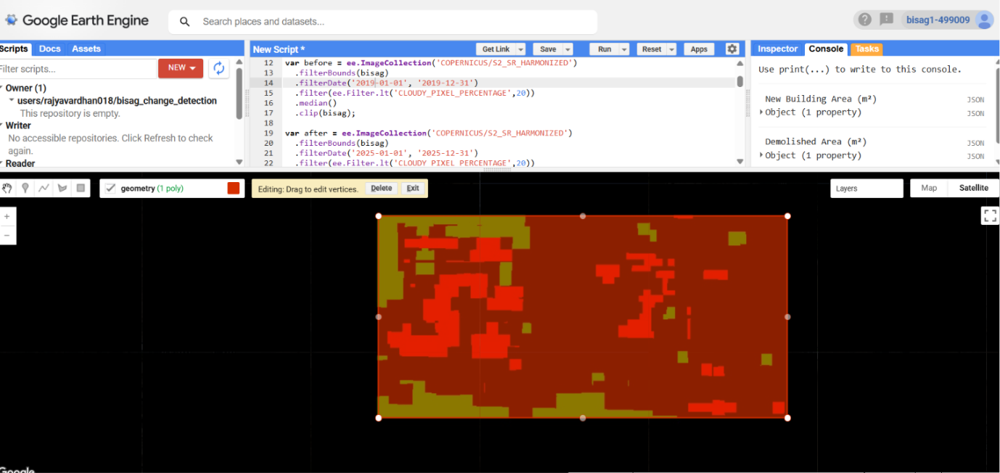 Google Earth Engine
Search places and datasets...
bisag1-499009
Scripts Docs Assets
Filter scripts...
NEW
Owner (1)
users/rajyavardhan018/bisag_change_detection
This repository is empty.
Writer
No accessible repositories. Click Refresh to check
again.
Reader
New Script *
Get Link
Save
Run
Reset
Apps
12 var before = ee.ImageCollection('COPERNICUS/S2_SR_HARMONIZED')
13 .filterBounds(bisag)
14 .filterDate('2019-01-01', '2019-12-31')
15 .filter(ee.Filter.lt('CLOUDY_PIXEL_PERCENTAGE',20))
16 .median()
17 .clip(bisag);
18
19 var after = ee.ImageCollection('COPERNICUS/S2_SR_HARMONIZED')
20 .filterBounds(bisag)
21 .filterDate('2025-01-01', '2025-12-31')
22 .filter(ee.Filter.lt('CLOUDY_PIXEL_PERCENTAGE',20))
Inspector Console Tasks
Use print(...) to write to this console.
New Building Area (m²) JSON
Object (1 property) JSON
Demolished Area (m²) JSON
Object (1 property) JSON
geometry (1 poly)
Editing: Drag to edit vertices. Delete Exit
Layers
Map
Satellite
Google